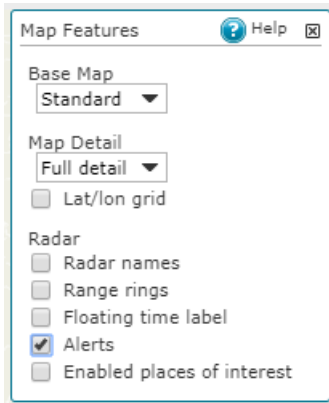 Map Features ? Help
Base Map
Standard
Map Detail
Full detail
Lat/lon grid
Radar
Radar names
Range rings
Floating time label
Alerts
Enabled places of interest